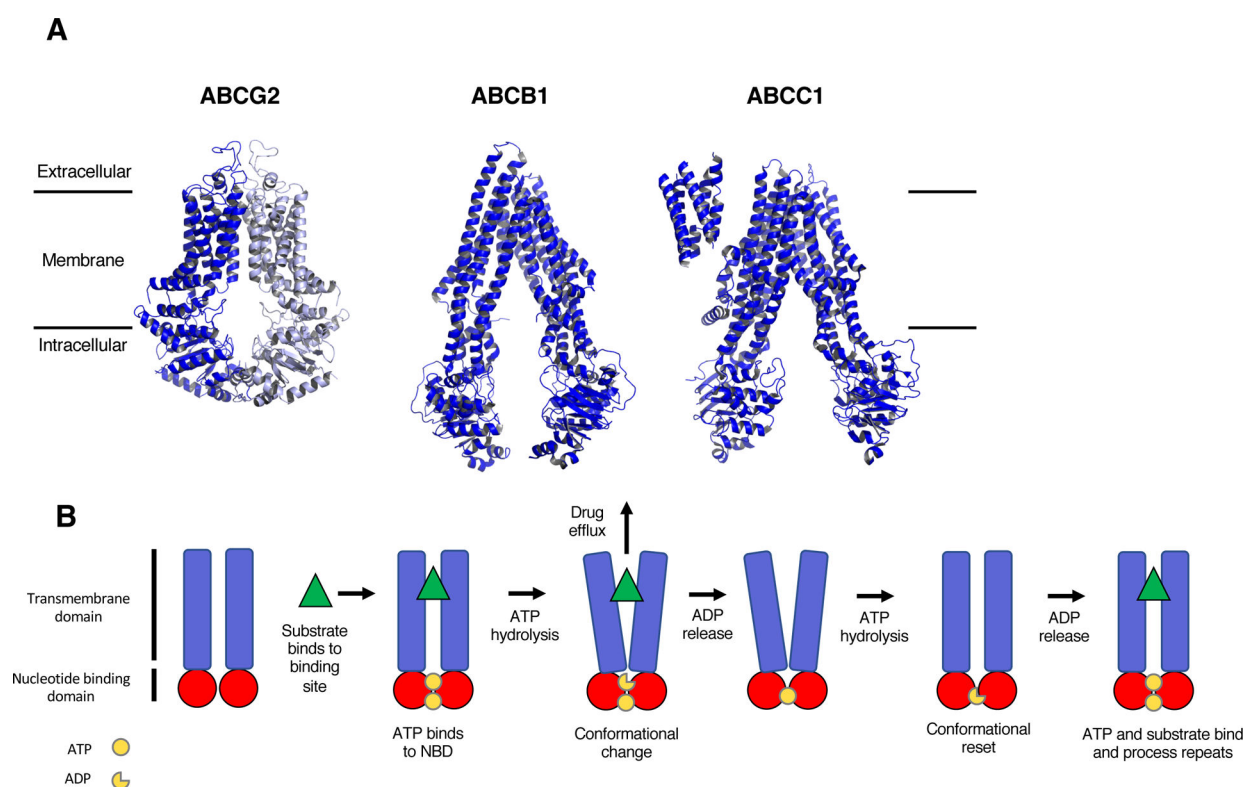 A
ABCG2
ABCB1
ABCC1
Extracellular
Membrane
Intracellular
B
Drug
efflux
Transmembrane
domain
Substrate
binds to
binding
site
ATP
hydrolysis
ADP
release
ATP
hydrolysis
ADP
release
Nucleotide binding
domain
ATP binds
to NBD
Conformational
change
Conformational
reset
ATP and substrate bind
and process repeats
ATP
ADP